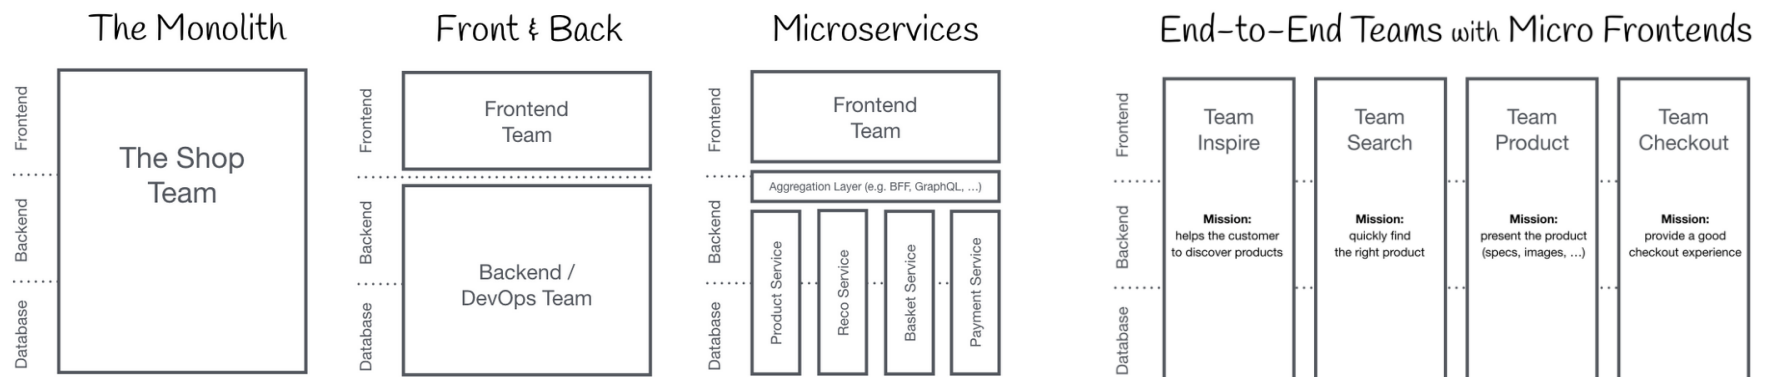 The Monolith
Frontend
Backend
Database
The Shop
Team
Front & Back
Frontend
Backend
Database
Frontend
Team
Backend /
DevOps Team
Microservices
Frontend
Backend
Database
Frontend
Team
Aggregation Layer (e.g. BFF, GraphQL, ...)
Product Service
Reco Service
Basket Service
Payment Service
End-to-End Teams with Micro Frontends
Frontend
Backend
Database
Team
Inspire
Mission:
helps the customer
to discover products
Team
Search
Mission:
quickly find
the right product
Team
Product
Mission:
present the product
(specs, images, ...)
Team
Checkout
Mission:
provide a good
checkout experience